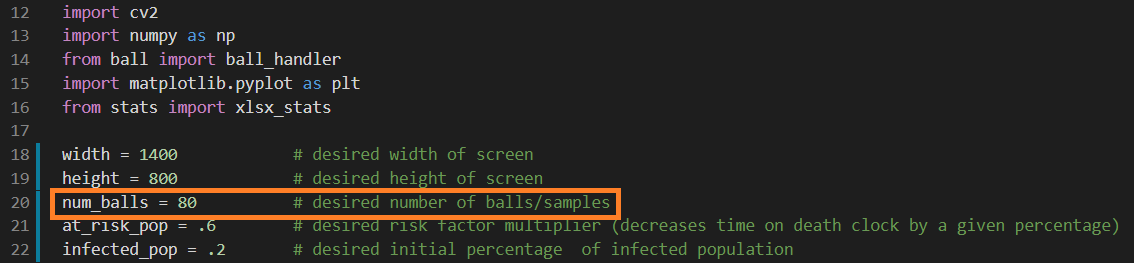 12 import cv2
13 import numpy as np
14 from ball import ball_handler
15 import matplotlib.pyplot as plt
16 from stats import xlsx_stats
17
18 width = 1400 # desired width of screen
19 height = 800 # desired height of screen
20 num_balls = 80 # desired number of balls/samples
21 at_risk_pop = .6 # desired risk factor multiplier (decreases time on death clock by a given percentage)
22 infected_pop = .2 # desired initial percentage  of infected population